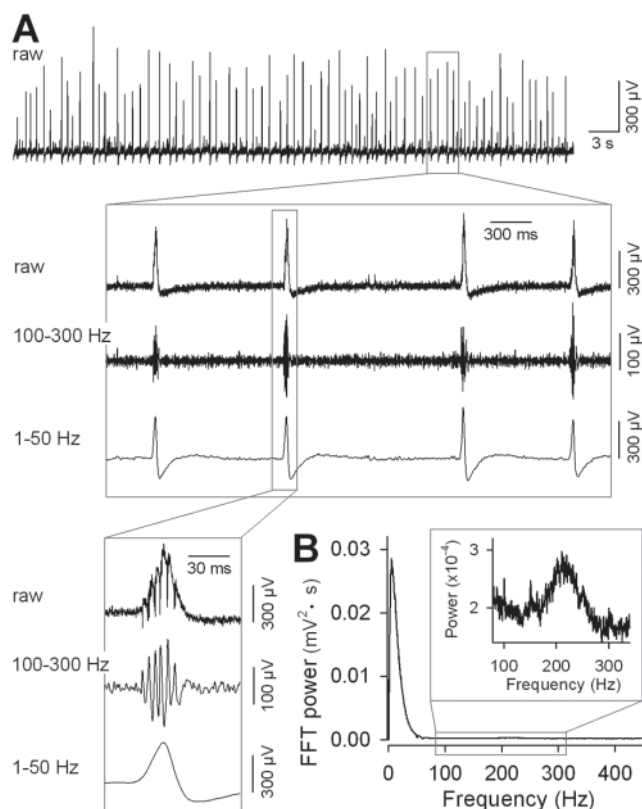 A
raw
300 µV
3 s
300 ms
raw
300 µV
100-300 Hz
100 µV
1-50 Hz
300 µV
30 ms
raw
300 µV
100-300 Hz
100 µV
1-50 Hz
300 µV
B
FFT power (mV²· s)
0.03
0.02
0.01
0.00
0 100 200 300 400
Frequency (Hz)
Power (x10⁻⁴)
3
2
100 200 300
Frequency (Hz)